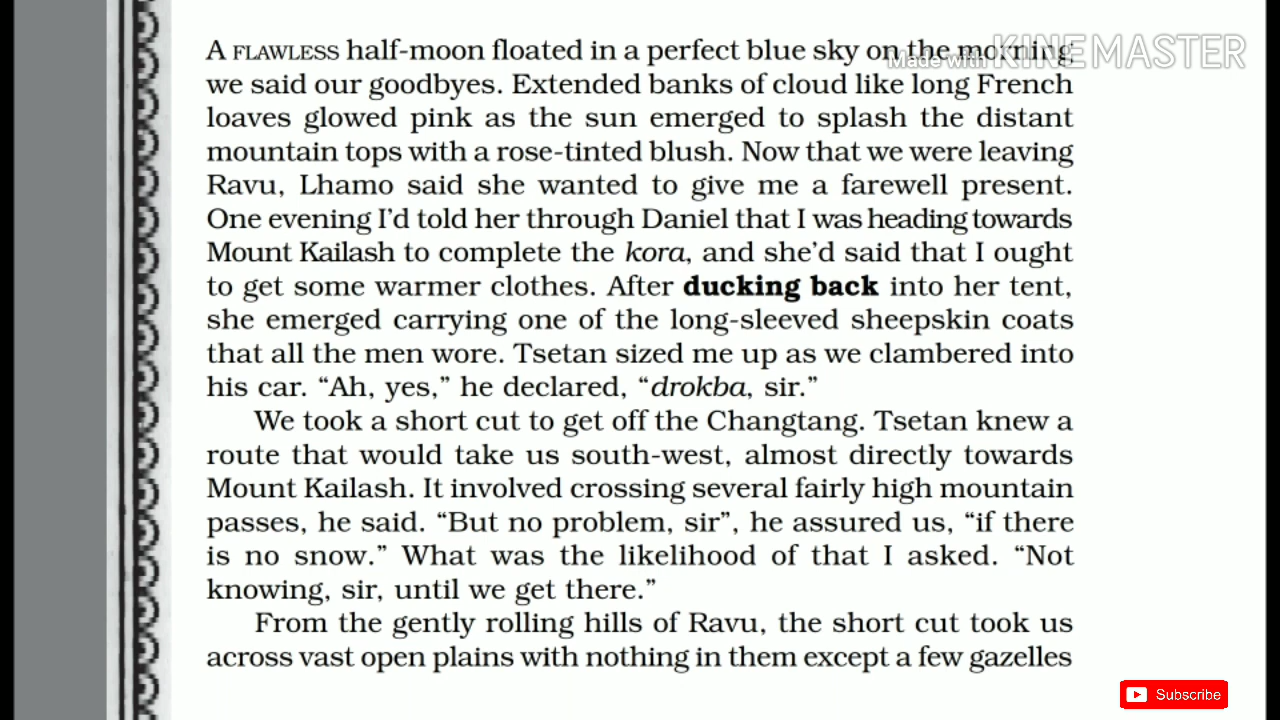 A FLAWLESS half-moon floated in a perfect blue sky on the morning
Made with KINEMASTER
we said our goodbyes. Extended banks of cloud like long French
loaves glowed pink as the sun emerged to splash the distant
mountain tops with a rose-tinted blush. Now that we were leaving
Ravu, Lhamo said she wanted to give me a farewell present.
One evening I'd told her through Daniel that I was heading towards
Mount Kailash to complete the kora, and she'd said that I ought
to get some warmer clothes. After ducking back into her tent,
she emerged carrying one of the long-sleeved sheepskin coats
that all the men wore. Tsetan sized me up as we clambered into
his car. “Ah, yes,” he declared, “drokba, sir.”
We took a short cut to get off the Changtang. Tsetan knew a
route that would take us south-west, almost directly towards
Mount Kailash. It involved crossing several fairly high mountain
passes, he said. “But no problem, sir”, he assured us, “if there
is no snow.” What was the likelihood of that I asked. “Not
knowing, sir, until we get there.”
From the gently rolling hills of Ravu, the short cut took us
across vast open plains with nothing in them except a few gazelles
Subscribe